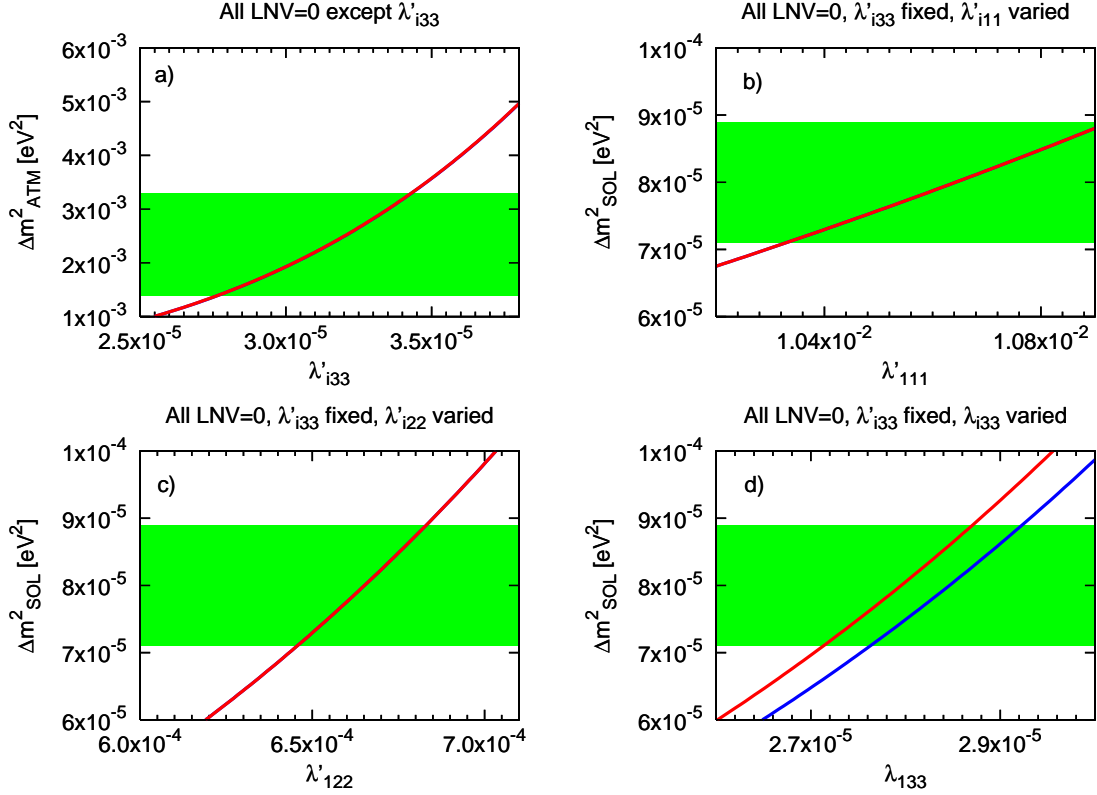 All LNV=0 except λ'i33
a)
6x10⁻³
5x10⁻³
4x10⁻³
3x10⁻³
2x10⁻³
1x10⁻³
Δm²ATM [eV²]
2.5x10⁻⁵ 3.0x10⁻⁵ 3.5x10⁻⁵
λ'i33
All LNV=0, λ'i33 fixed, λ'i11 varied
b)
1x10⁻⁴
9x10⁻⁵
8x10⁻⁵
7x10⁻⁵
6x10⁻⁵
Δm²SOL [eV²]
1.04x10⁻² 1.08x10⁻²
λ'111
All LNV=0, λ'i33 fixed, λ'i22 varied
c)
1x10⁻⁴
9x10⁻⁵
8x10⁻⁵
7x10⁻⁵
6x10⁻⁵
Δm²SOL [eV²]
6.0x10⁻⁴ 6.5x10⁻⁴ 7.0x10⁻⁴
λ'122
All LNV=0, λ'i33 fixed, λi33 varied
d)
1x10⁻⁴
9x10⁻⁵
8x10⁻⁵
7x10⁻⁵
6x10⁻⁵
Δm²SOL [eV²]
2.7x10⁻⁵ 2.9x10⁻⁵
λ133